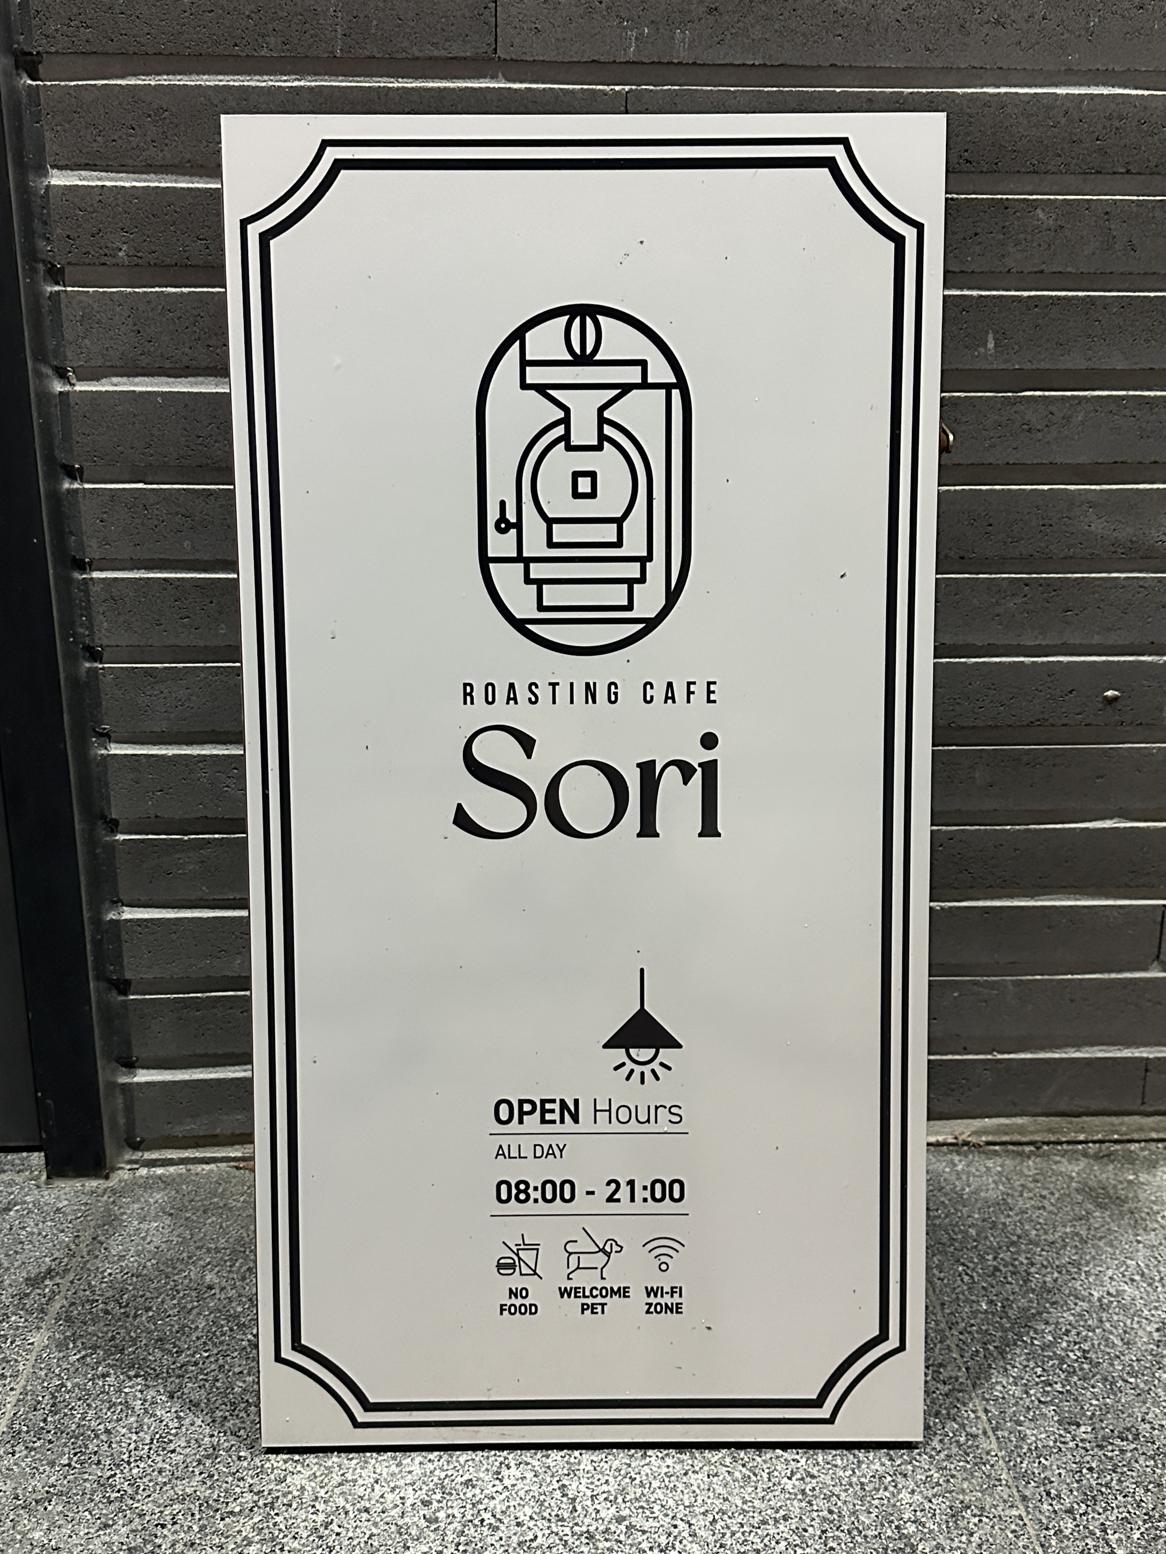 ROASTING CAFE
Sori
OPEN Hours
ALL DAY
08:00 - 21:00
NO FOOD
WELCOME PET
WI-FI ZONE